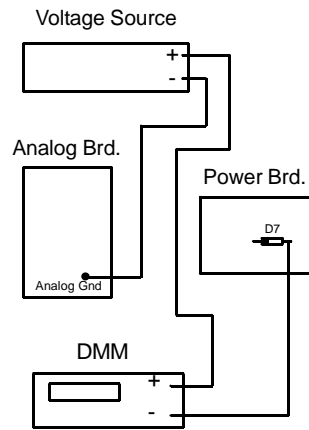 Voltage Source
+
-
Analog Brd.
Power Brd.
D7
Analog Gnd
DMM
+
-